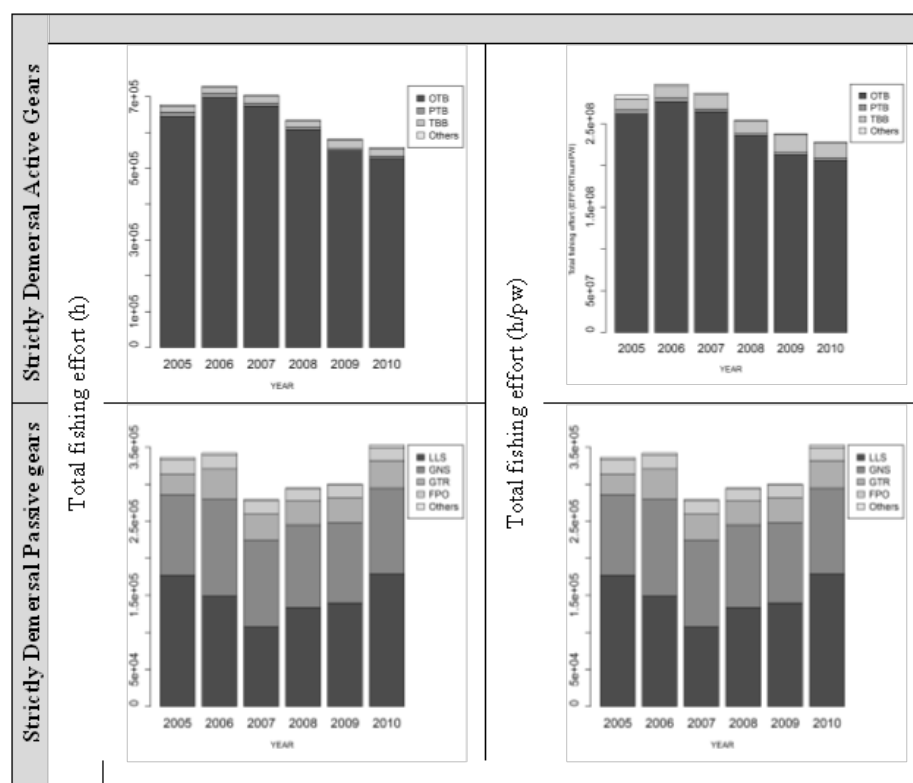 Strictly Demersal Active Gears
Total fishing effort (h)
7e+05
5e+05
3e+05
1e+05
0
OTB
PTB
TBB
Others
2005 2006 2007 2008 2009 2010
YEAR
Total fishing effort (h/pw)
Total fishing effort (EFFORTsumPW)
2.5e+08
1.5e+08
5e+07
0
OTB
PTB
TBB
Others
2005 2006 2007 2008 2009 2010
YEAR
Strictly Demersal Passive gears
3.5e+05
2.5e+05
1.5e+05
5e+04
0
LLS
GNS
GTR
FPO
Others
2005 2006 2007 2008 2009 2010
YEAR
3.5e+05
2.5e+05
1.5e+05
5e+04
0
LLS
GNS
GTR
FPO
Others
2005 2006 2007 2008 2009 2010
YEAR